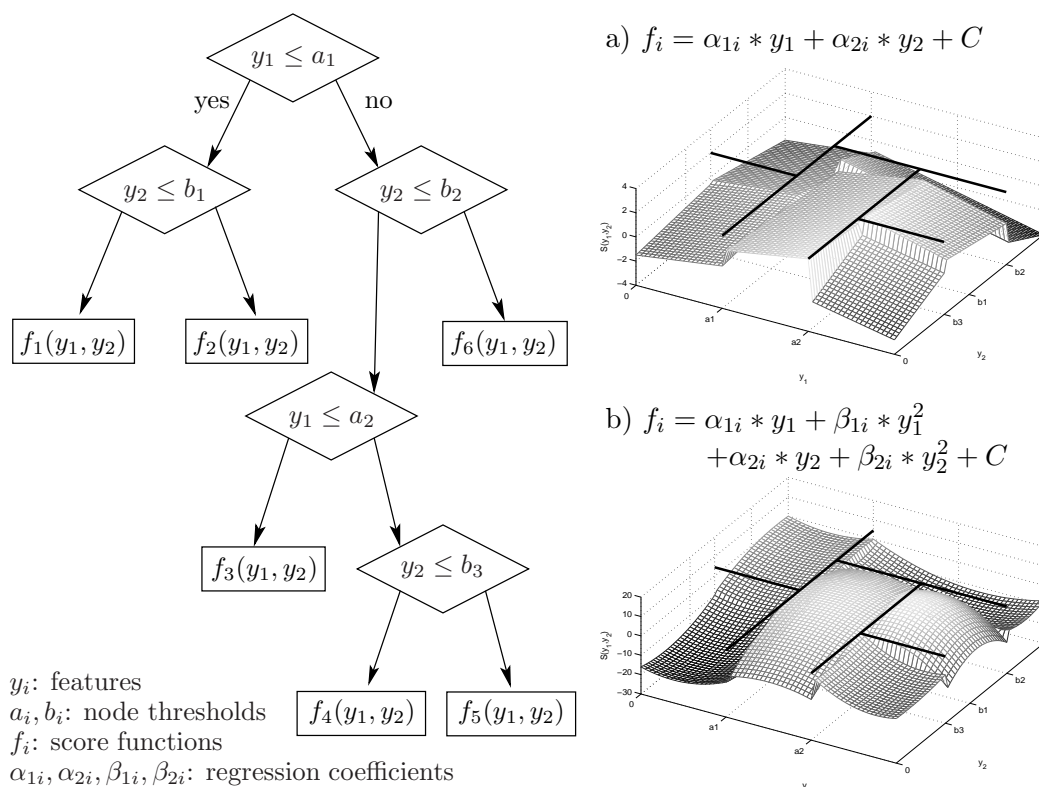 y₁ ≤ a₁
yes
no
y₂ ≤ b₁
y₂ ≤ b₂
f₁(y₁, y₂)
f₂(y₁, y₂)
f₆(y₁, y₂)
y₁ ≤ a₂
f₃(y₁, y₂)
y₂ ≤ b₃
f₄(y₁, y₂)
f₅(y₁, y₂)
yᵢ: features
aᵢ, bᵢ: node thresholds
fᵢ: score functions
α₁ᵢ, α₂ᵢ, β₁ᵢ, β₂ᵢ: regression coefficients
a) fᵢ = α₁ᵢ * y₁ + α₂ᵢ * y₂ + C
4
2
0
−2
−4
S(y₁,y₂)
0
a1
a2
y₁
0
b3
b1
b2
y₂
b) fᵢ = α₁ᵢ * y₁ + β₁ᵢ * y₁²
+α₂ᵢ * y₂ + β₂ᵢ * y₂² + C
20
10
0
−10
−20
−30
S(y₁,y₂)
0
a1
a2
y
0
b3
b1
b2
y₂